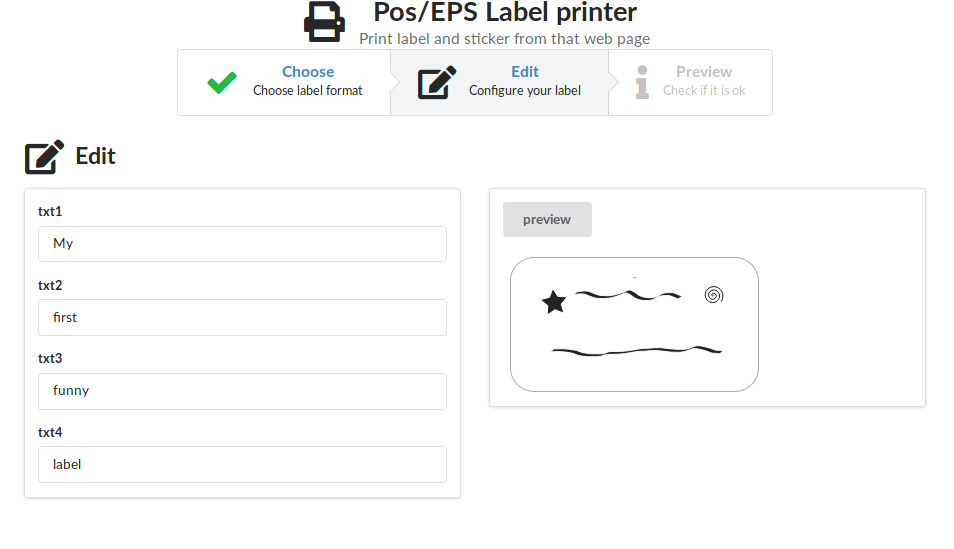 Pos/EPS Label printer
Print label and sticker from that web page
Choose
Choose label format
Edit
Configure your label
Preview
Check if it is ok
Edit
txt1
My
txt2
first
txt3
funny
txt4
label
preview